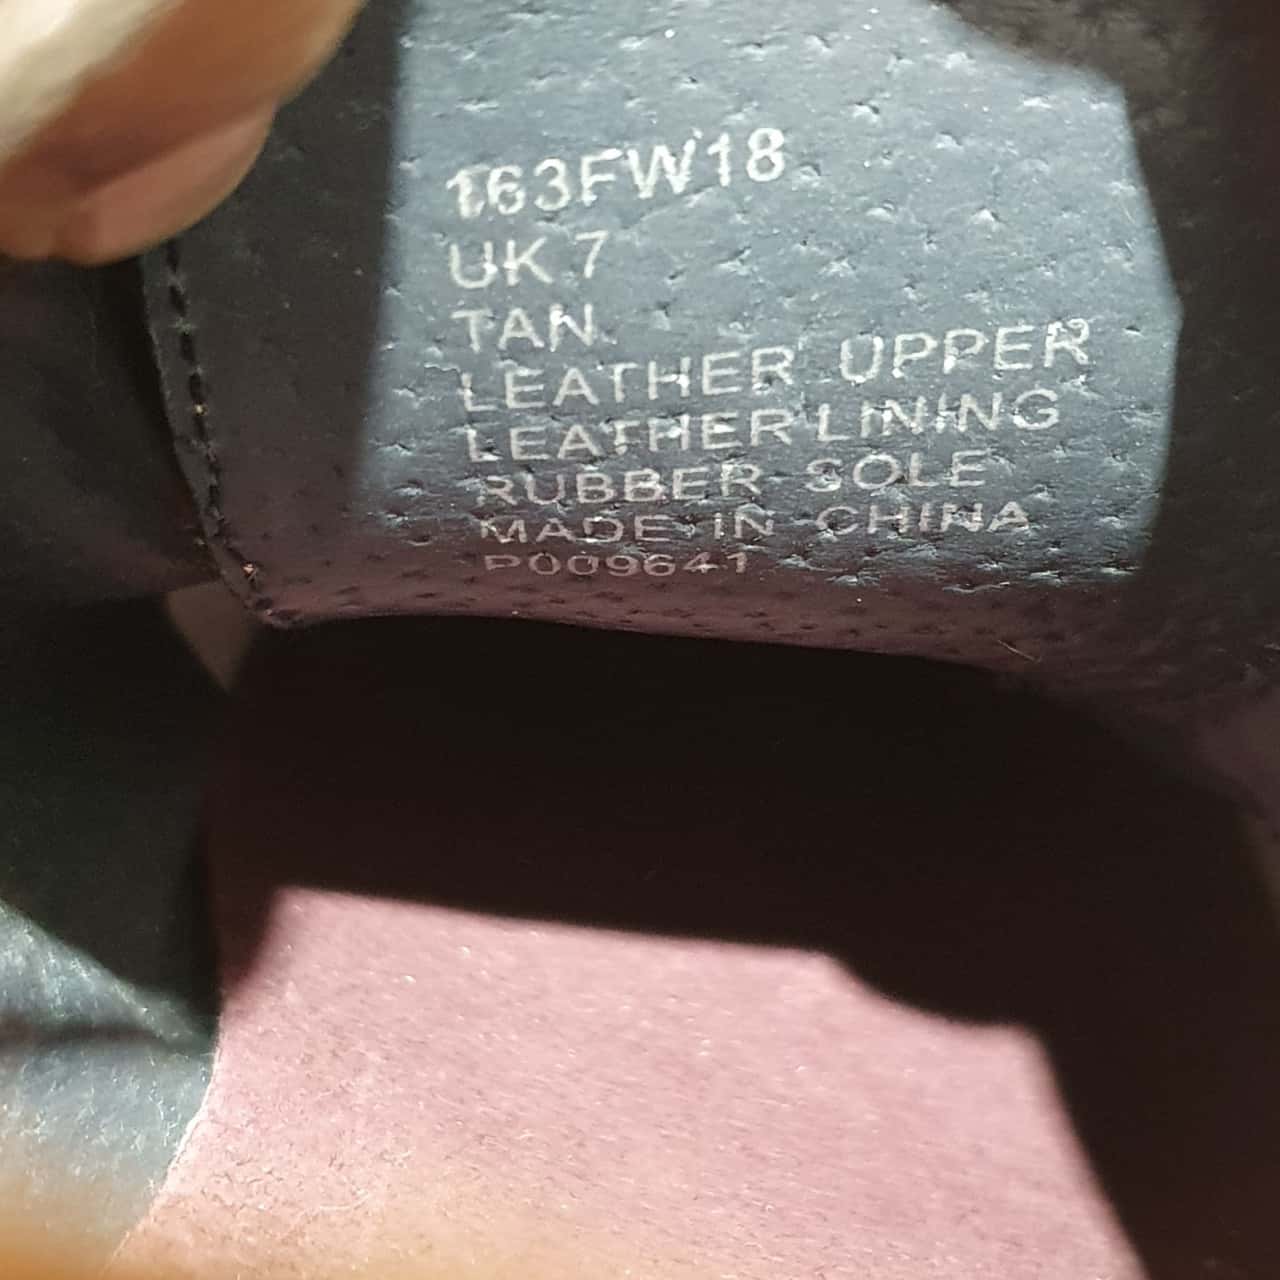 163FW18
UK 7
TAN
LEATHER UPPER
LEATHER LINING
RUBBER SOLE
MADE IN CHINA
P009641